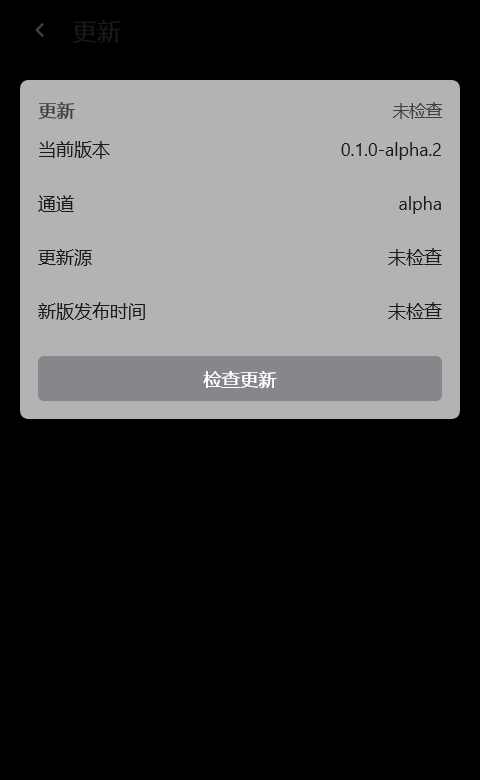 更新
更新 未检查
当前版本 0.1.0-alpha.2
通道 alpha
更新源 未检查
新版发布时间 未检查
检查更新